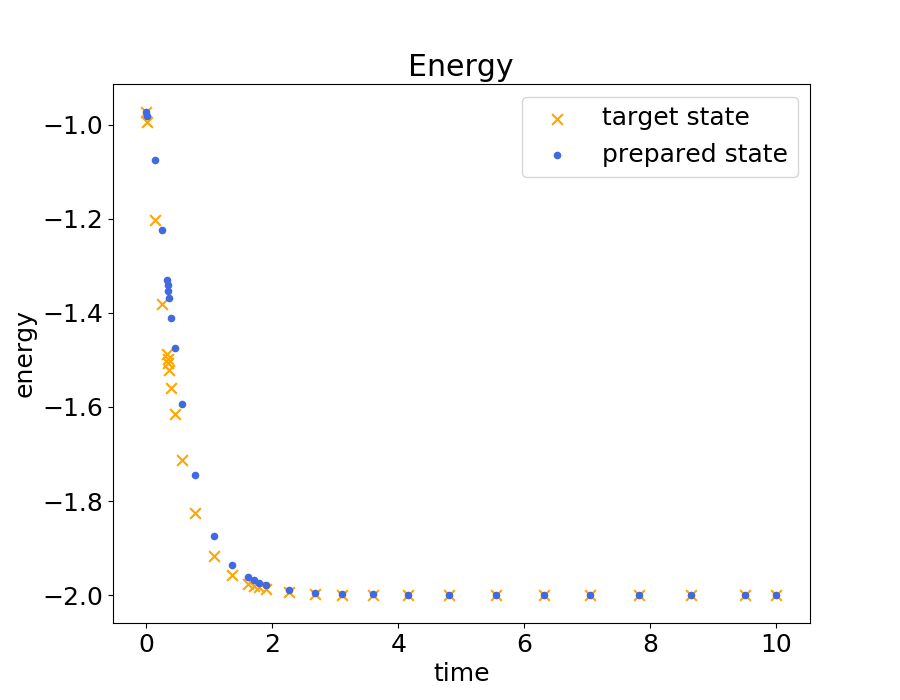 Energy
target state
prepared state
−1.0
−1.2
−1.4
−1.6
−1.8
−2.0
energy
0
2
4
6
8
10
time